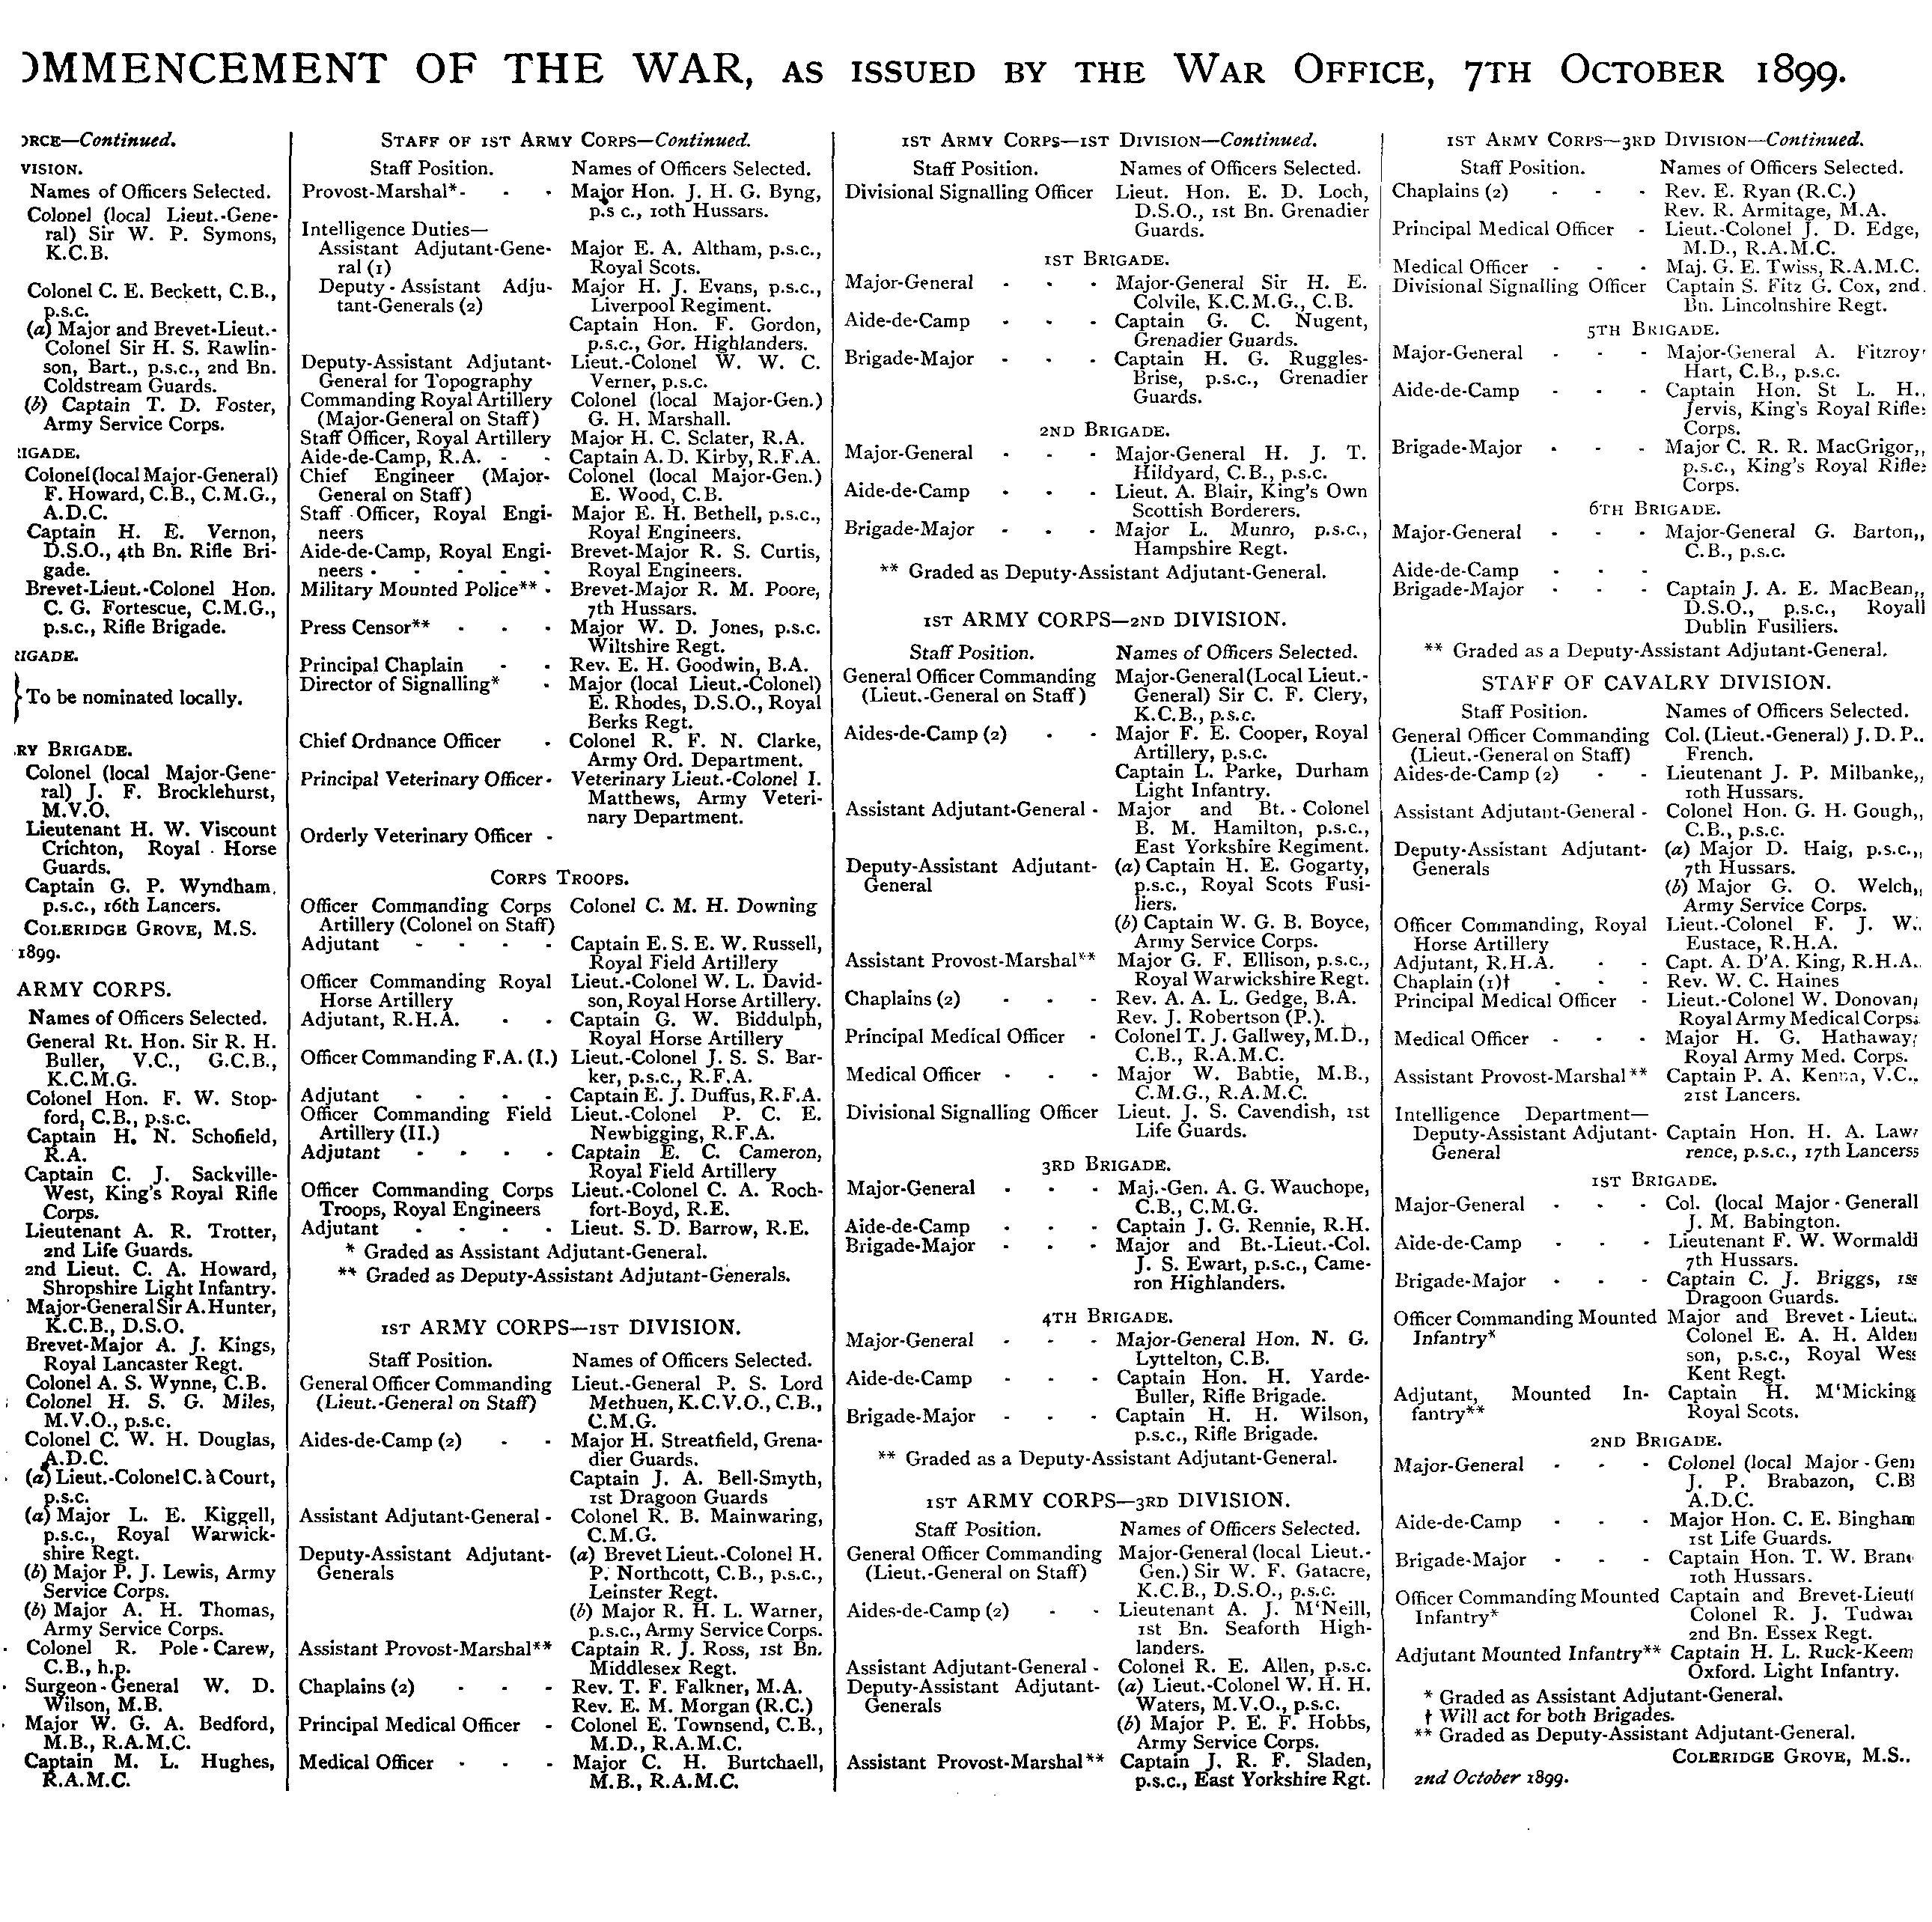 OMMENCEMENT OF THE WAR, AS ISSUED BY THE WAR OFFICE, 7TH OCTOBER 1899.
ORCE—Continued.
VISION.
Names of Officers Selected.
Colonel (local Lieut.-Gene-
ral) Sir W. P. Symons,
K.C.B.
Colonel C. E. Beckett, C.B.,
p.s.c.
(a) Major and Brevet-Lieut.-
Colonel Sir H. S. Rawlin-
son, Bart., p.s.c., 2nd Bn.
Coldstream Guards.
(b) Captain T. D. Foster,
Army Service Corps.
IGADE.
Colonel (local Major-General)
F. Howard, C.B., C.M.G.,
A.D.C.
Captain H. E. Vernon,
D.S.O., 4th Bn. Rifle Bri-
gade.
Brevet-Lieut.-Colonel Hon.
C. G. Fortescue, C.M.G.,
p.s.c., Rifle Brigade.
IGADE.
To be nominated locally.
RY BRIGADE.
Colonel (local Major-Gene-
ral) J. F. Brocklehurst,
M.V.O.
Lieutenant H. W. Viscount
Crichton, Royal Horse
Guards.
Captain G. P. Wyndham,
p.s.c., 16th Lancers.
COLERIDGE GROVE, M.S.
1899.
ARMY CORPS.
Names of Officers Selected.
General Rt. Hon. Sir R. H.
Buller, V.C., G.C.B.,
K.C.M.G.
Colonel Hon. F. W. Stop-
ford, C.B., p.s.c.
Captain H. N. Schofield,
R.A.
Captain C. J. Sackville-
West, King's Royal Rifle
Corps.
Lieutenant A. R. Trotter,
2nd Life Guards.
2nd Lieut. C. A. Howard,
Shropshire Light Infantry.
Major-General Sir A. Hunter,
K.C.B., D.S.O.
Brevet-Major A. J. Kings,
Royal Lancaster Regt.
Colonel A. S. Wynne, C.B.
Colonel H. S. G. Miles,
M.V.O., p.s.c.
Colonel C. W. H. Douglas,
A.D.C.
(a) Lieut.-Colonel C. à Court,
p.s.c.
(a) Major L. E. Kiggell,
p.s.c., Royal Warwick-
shire Regt.
(b) Major P. J. Lewis, Army
Service Corps.
(b) Major A. H. Thomas,
Army Service Corps.
Colonel R. Pole-Carew,
C.B., h.p.
Surgeon-General W. D.
Wilson, M.B.
Major W. G. A. Bedford,
M.B., R.A.M.C.
Captain M. L. Hughes,
R.A.M.C.
STAFF OF 1ST ARMY CORPS—Continued.
Staff Position. Names of Officers Selected.
Provost-Marshal* - - - Major Hon. J. H. G. Byng,
p.s c., 10th Hussars.
Intelligence Duties—
Assistant Adjutant-Gene- Major E. A. Altham, p.s.c.,
ral (1) Royal Scots.
Deputy-Assistant Adju- Major H. J. Evans, p.s.c.,
tant-Generals (2) Liverpool Regiment.
Captain Hon. F. Gordon,
p.s.c., Gor. Highlanders.
Deputy-Assistant Adjutant- Lieut.-Colonel W. W. C.
General for Topography Verner, p.s.c.
Commanding Royal Artillery Colonel (local Major-Gen.)
(Major-General on Staff) G. H. Marshall.
Staff Officer, Royal Artillery Major H. C. Sclater, R.A.
Aide-de-Camp, R.A. - - Captain A. D. Kirby, R.F.A.
Chief Engineer (Major- Colonel (local Major-Gen.)
General on Staff) E. Wood, C.B.
Staff Officer, Royal Engi- Major E. H. Bethell, p.s.c.,
neers Royal Engineers.
Aide-de-Camp, Royal Engi- Brevet-Major R. S. Curtis,
neers - - - - - Royal Engineers.
Military Mounted Police** - Brevet-Major R. M. Poore,
7th Hussars.
Press Censor** - - - Major W. D. Jones, p.s.c.
Wiltshire Regt.
Principal Chaplain - - Rev. E. H. Goodwin, B.A.
Director of Signalling* - Major (local Lieut.-Colonel)
E. Rhodes, D.S.O., Royal
Berks Regt.
Chief Ordnance Officer - Colonel R. F. N. Clarke,
Army Ord. Department.
Principal Veterinary Officer - Veterinary Lieut.-Colonel I.
Matthews, Army Veteri-
nary Department.
Orderly Veterinary Officer -
CORPS TROOPS.
Officer Commanding Corps Colonel C. M. H. Downing
Artillery (Colonel on Staff)
Adjutant - - - - Captain E. S. E. W. Russell,
Royal Field Artillery
Officer Commanding Royal Lieut.-Colonel W. L. David-
Horse Artillery son, Royal Horse Artillery.
Adjutant, R.H.A. - - Captain G. W. Biddulph,
Royal Horse Artillery
Officer Commanding F.A. (I.) Lieut.-Colonel J. S. S. Bar-
ker, p.s.c., R.F.A.
Adjutant - - - - Captain E. J. Duffus, R.F.A.
Officer Commanding Field Lieut.-Colonel P. C. E.
Artillery (II.) Newbigging, R.F.A.
Adjutant - - - - Captain E. C. Cameron,
Royal Field Artillery
Officer Commanding Corps Lieut.-Colonel C. A. Roch-
Troops, Royal Engineers fort-Boyd, R.E.
Adjutant - - - - Lieut. S. D. Barrow, R.E.
* Graded as Assistant Adjutant-General.
** Graded as Deputy-Assistant Adjutant-Generals.
1ST ARMY CORPS—1ST DIVISION.
Staff Position. Names of Officers Selected.
General Officer Commanding Lieut.-General P. S. Lord
(Lieut.-General on Staff) Methuen, K.C.V.O., C.B.,
C.M.G.
Aides-de-Camp (2) - - Major H. Streatfield, Grena-
dier Guards.
Captain J. A. Bell-Smyth,
1st Dragoon Guards
Assistant Adjutant-General - Colonel R. B. Mainwaring,
C.M.G.
Deputy-Assistant Adjutant- (a) Brevet Lieut.-Colonel H.
Generals P. Northcott, C.B., p.s.c.,
Leinster Regt.
(b) Major R. H. L. Warner,
p.s.c., Army Service Corps.
Assistant Provost-Marshal** Captain R. J. Ross, 1st Bn.
Middlesex Regt.
Chaplains (2) - - - Rev. T. F. Falkner, M.A.
Rev. E. M. Morgan (R.C.)
Principal Medical Officer - Colonel E. Townsend, C.B.,
M.D., R.A.M.C.
Medical Officer - - - Major C. H. Burtchaell,
M.B., R.A.M.C.
1ST ARMY CORPS—1ST DIVISION—Continued.
Staff Position. Names of Officers Selected.
Divisional Signalling Officer Lieut. Hon. E. D. Loch,
D.S.O., 1st Bn. Grenadier
Guards.
1ST BRIGADE.
Major-General - - - Major-General Sir H. E.
Colvile, K.C.M.G., C.B.
Aide-de-Camp - - - Captain G. C. Nugent,
Grenadier Guards.
Brigade-Major - - - Captain H. G. Ruggles-
Brise, p.s.c., Grenadier
Guards.
2ND BRIGADE.
Major-General - - - Major-General H. J. T.
Hildyard, C.B., p.s.c.
Aide-de-Camp - - - Lieut. A. Blair, King's Own
Scottish Borderers.
Brigade-Major - - - Major L. Munro, p.s.c.,
Hampshire Regt.
** Graded as Deputy-Assistant Adjutant-General.
1ST ARMY CORPS—2ND DIVISION.
Staff Position. Names of Officers Selected.
General Officer Commanding Major-General (Local Lieut.-
(Lieut.-General on Staff) General) Sir C. F. Clery,
K.C.B., p.s.c.
Aides-de-Camp (2) - - Major F. E. Cooper, Royal
Artillery, p.s.c.
Captain L. Parke, Durham
Light Infantry.
Assistant Adjutant-General - Major and Bt.-Colonel
B. M. Hamilton, p.s.c.,
East Yorkshire Regiment.
Deputy-Assistant Adjutant- (a) Captain H. E. Gogarty,
General p.s.c., Royal Scots Fusi-
liers.
(b) Captain W. G. B. Boyce,
Army Service Corps.
Assistant Provost-Marshal** Major G. F. Ellison, p.s.c.,
Royal Warwickshire Regt.
Chaplains (2) - - - Rev. A. A. L. Gedge, B.A.
Rev. J. Robertson (P.).
Principal Medical Officer - Colonel T. J. Gallwey, M.D.,
C.B., R.A.M.C.
Medical Officer - - - Major W. Babtie, M.B.,
C.M.G., R.A.M.C.
Divisional Signalling Officer Lieut. J. S. Cavendish, 1st
Life Guards.
3RD BRIGADE.
Major-General - - - Maj.-Gen. A. G. Wauchope,
C.B., C.M.G.
Aide-de-Camp - - - Captain J. G. Rennie, R.H.
Brigade-Major - - - Major and Bt.-Lieut.-Col.
J. S. Ewart, p.s.c., Came-
ron Highlanders.
4TH BRIGADE.
Major-General - - - Major-General Hon. N. G.
Lyttelton, C.B.
Aide-de-Camp - - - Captain Hon. H. Yarde-
Buller, Rifle Brigade.
Brigade-Major - - - Captain H. H. Wilson,
p.s.c., Rifle Brigade.
** Graded as a Deputy-Assistant Adjutant-General.
1ST ARMY CORPS—3RD DIVISION.
Staff Position. Names of Officers Selected.
General Officer Commanding Major-General (local Lieut.-
(Lieut.-General on Staff) Gen.) Sir W. F. Gatacre,
K.C.B., D.S.O., p.s.c.
Aides-de-Camp (2) - - Lieutenant A. J. M'Neill,
1st Bn. Seaforth High-
landers.
Assistant Adjutant-General - Colonel R. E. Allen, p.s.c.
Deputy-Assistant Adjutant- (a) Lieut.-Colonel W. H. H.
Generals Waters, M.V.O., p.s.c.
(b) Major P. E. F. Hobbs,
Army Service Corps.
Assistant Provost-Marshal** Captain J. R. F. Sladen,
p.s.c., East Yorkshire Rgt.
1ST ARMY CORPS—3RD DIVISION—Continued.
Staff Position. Names of Officers Selected.
Chaplains (2) - - - Rev. E. Ryan (R.C.)
Rev. R. Armitage, M.A.
Principal Medical Officer - Lieut.-Colonel J. D. Edge,
M.D., R.A.M.C.
Medical Officer - - - Maj. G. E. Twiss, R.A.M.C.
Divisional Signalling Officer Captain S. Fitz G. Cox, 2nd
Bn. Lincolnshire Regt.
5TH BRIGADE.
Major-General - - - Major-General A. Fitzroy
Hart, C.B., p.s.c.
Aide-de-Camp - - - Captain Hon. St L. H.
Jervis, King's Royal Rifle
Corps.
Brigade-Major - - - Major C. R. R. MacGrigor,
p.s.c., King's Royal Rifle
Corps.
6TH BRIGADE.
Major-General - - - Major-General G. Barton,
C.B., p.s.c.
Aide-de-Camp - - -
Brigade-Major - - - Captain J. A. E. MacBean,
D.S.O., p.s.c., Royal
Dublin Fusiliers.
** Graded as a Deputy-Assistant Adjutant-General.
STAFF OF CAVALRY DIVISION.
Staff Position. Names of Officers Selected.
General Officer Commanding Col. (Lieut.-General) J. D. P.
(Lieut.-General on Staff) French.
Aides-de-Camp (2) - - Lieutenant J. P. Milbanke,
10th Hussars.
Assistant Adjutant-General - Colonel Hon. G. H. Gough,
C.B., p.s.c.
Deputy-Assistant Adjutant- (a) Major D. Haig, p.s.c.,
Generals 7th Hussars.
(b) Major G. O. Welch,
Army Service Corps.
Officer Commanding, Royal Lieut.-Colonel F. J. W.
Horse Artillery Eustace, R.H.A.
Adjutant, R.H.A. - - Capt. A. D'A. King, R.H.A.
Chaplain (1)† - - - Rev. W. C. Haines
Principal Medical Officer - Lieut.-Colonel W. Donovan,
Royal Army Medical Corps.
Medical Officer - - - Major H. G. Hathaway,
Royal Army Med. Corps.
Assistant Provost-Marshal** Captain P. A. Kenna, V.C.,
21st Lancers.
Intelligence Department—
Deputy-Assistant Adjutant- Captain Hon. H. A. Law-
General rence, p.s.c., 17th Lancers
1ST BRIGADE.
Major-General - - - Col. (local Major-General
J. M. Babington.
Aide-de-Camp - - - Lieutenant F. W. Wormald
7th Hussars.
Brigade-Major - - - Captain C. J. Briggs, 1s
Dragoon Guards.
Officer Commanding Mounted Major and Brevet-Lieut.
Infantry* Colonel E. A. H. Alder
son, p.s.c., Royal Wes
Kent Regt.
Adjutant, Mounted In- Captain H. M'Micking
fantry** Royal Scots.
2ND BRIGADE.
Major-General - - - Colonel (local Major-Gen
J. P. Brabazon, C.B
A.D.C.
Aide-de-Camp - - - Major Hon. C. E. Bingham
1st Life Guards.
Brigade-Major - - - Captain Hon. T. W. Bran
10th Hussars.
Officer Commanding Mounted Captain and Brevet-Lieut
Infantry* Colonel R. J. Tudwa
2nd Bn. Essex Regt.
Adjutant Mounted Infantry** Captain H. L. Ruck-Keen
Oxford. Light Infantry.
* Graded as Assistant Adjutant-General.
† Will act for both Brigades.
** Graded as Deputy-Assistant Adjutant-General.
COLERIDGE GROVE, M.S.
2nd October 1899.